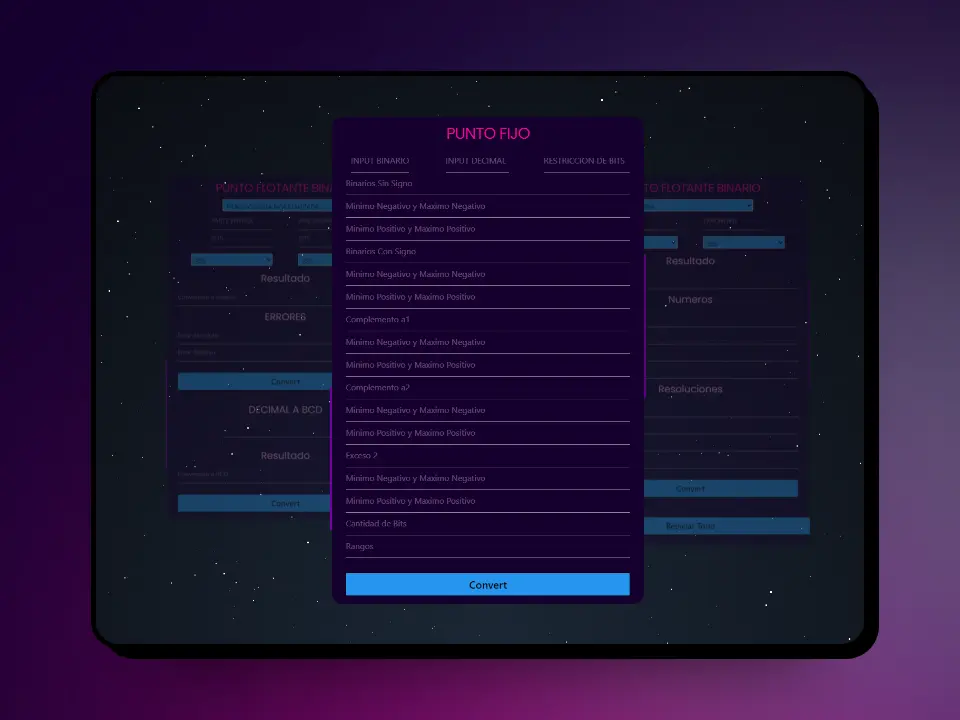 PUNTO FIJO
INPUT BINARIO INPUT DECIMAL RESTRICCION DE BITS
Binarios Sin Signo
Minimo Negativo y Maximo Negativo
Minimo Positivo y Maximo Positivo
Binarios Con Signo
Minimo Negativo y Maximo Negativo
Minimo Positivo y Maximo Positivo
Complemento a1
Minimo Negativo y Maximo Negativo
Minimo Positivo y Maximo Positivo
Complemento a2
Minimo Negativo y Maximo Negativo
Minimo Positivo y Maximo Positivo
Exceso 2
Minimo Negativo y Maximo Negativo
Minimo Positivo y Maximo Positivo
Cantidad de Bits
Rangos
Convert
PUNTO FLOTANTE BINA
Resultado
ERRORES
Convert
DECIMAL A BCD
Resultado
Convert
TO FLOTANTE BINARIO
Resultado
Numeros
Resoluciones
Convert